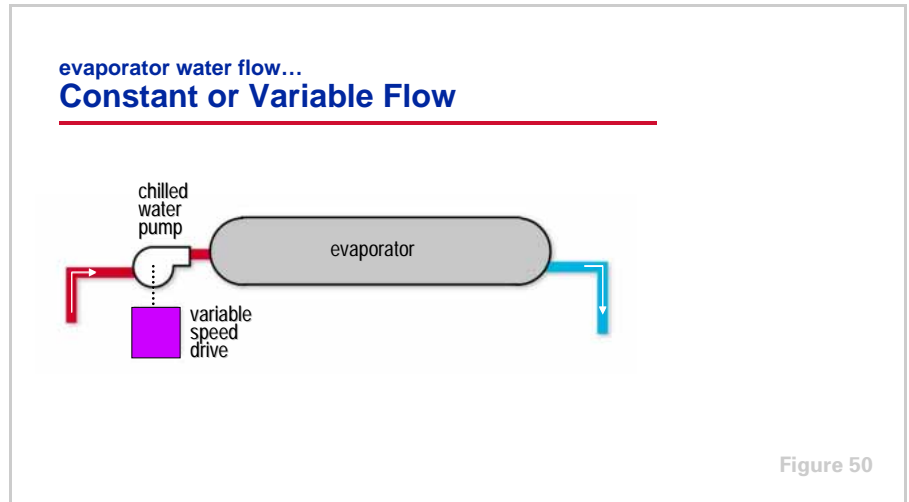 evaporator water flow…
Constant or Variable Flow
chilled
water
pump
evaporator
variable
speed
drive
Figure 50